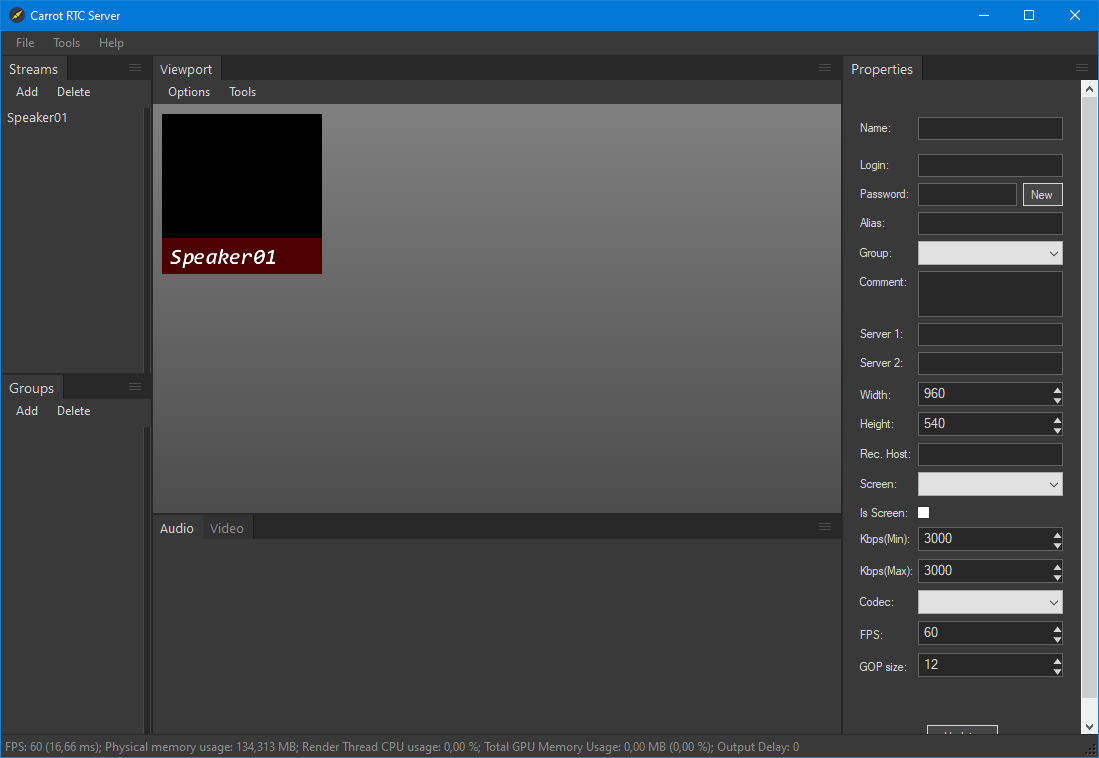 Carrot RTC Server
File Tools Help
Streams
Add Delete
Speaker01
Groups
Add Delete
Viewport
Options Tools
Speaker01
Audio Video
Properties
Name:
Login:
Password: New
Alias:
Group:
Comment:
Server 1:
Server 2:
Width: 960
Height: 540
Rec. Host:
Screen:
Is Screen:
Kbps(Min): 3000
Kbps(Max): 3000
Codec:
FPS: 60
GOP size: 12
FPS: 60 (16,66 ms); Physical memory usage: 134,313 MB; Render Thread CPU usage: 0,00 %; Total GPU Memory Usage: 0,00 MB (0,00 %); Output Delay: 0